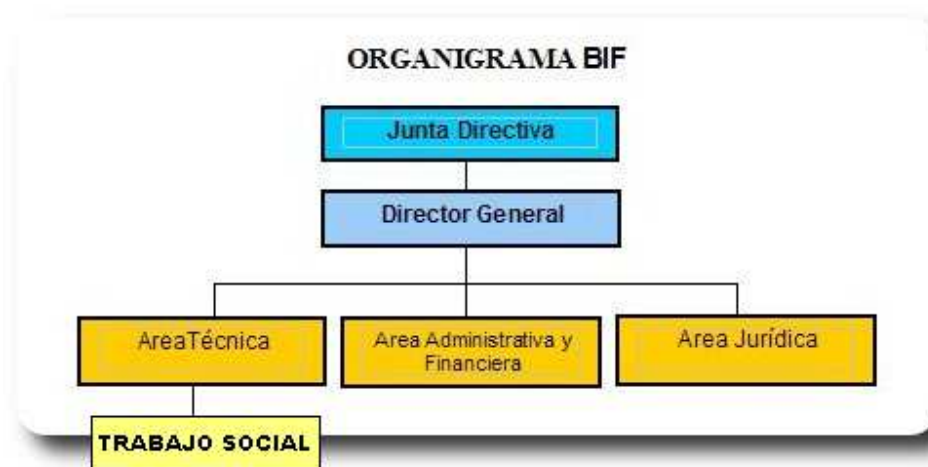 ORGANIGRAMA BIF
Junta Directiva
Director General
AreaTécnica
Area Administrativa y
Financiera
Area Jurídica
TRABAJO SOCIAL